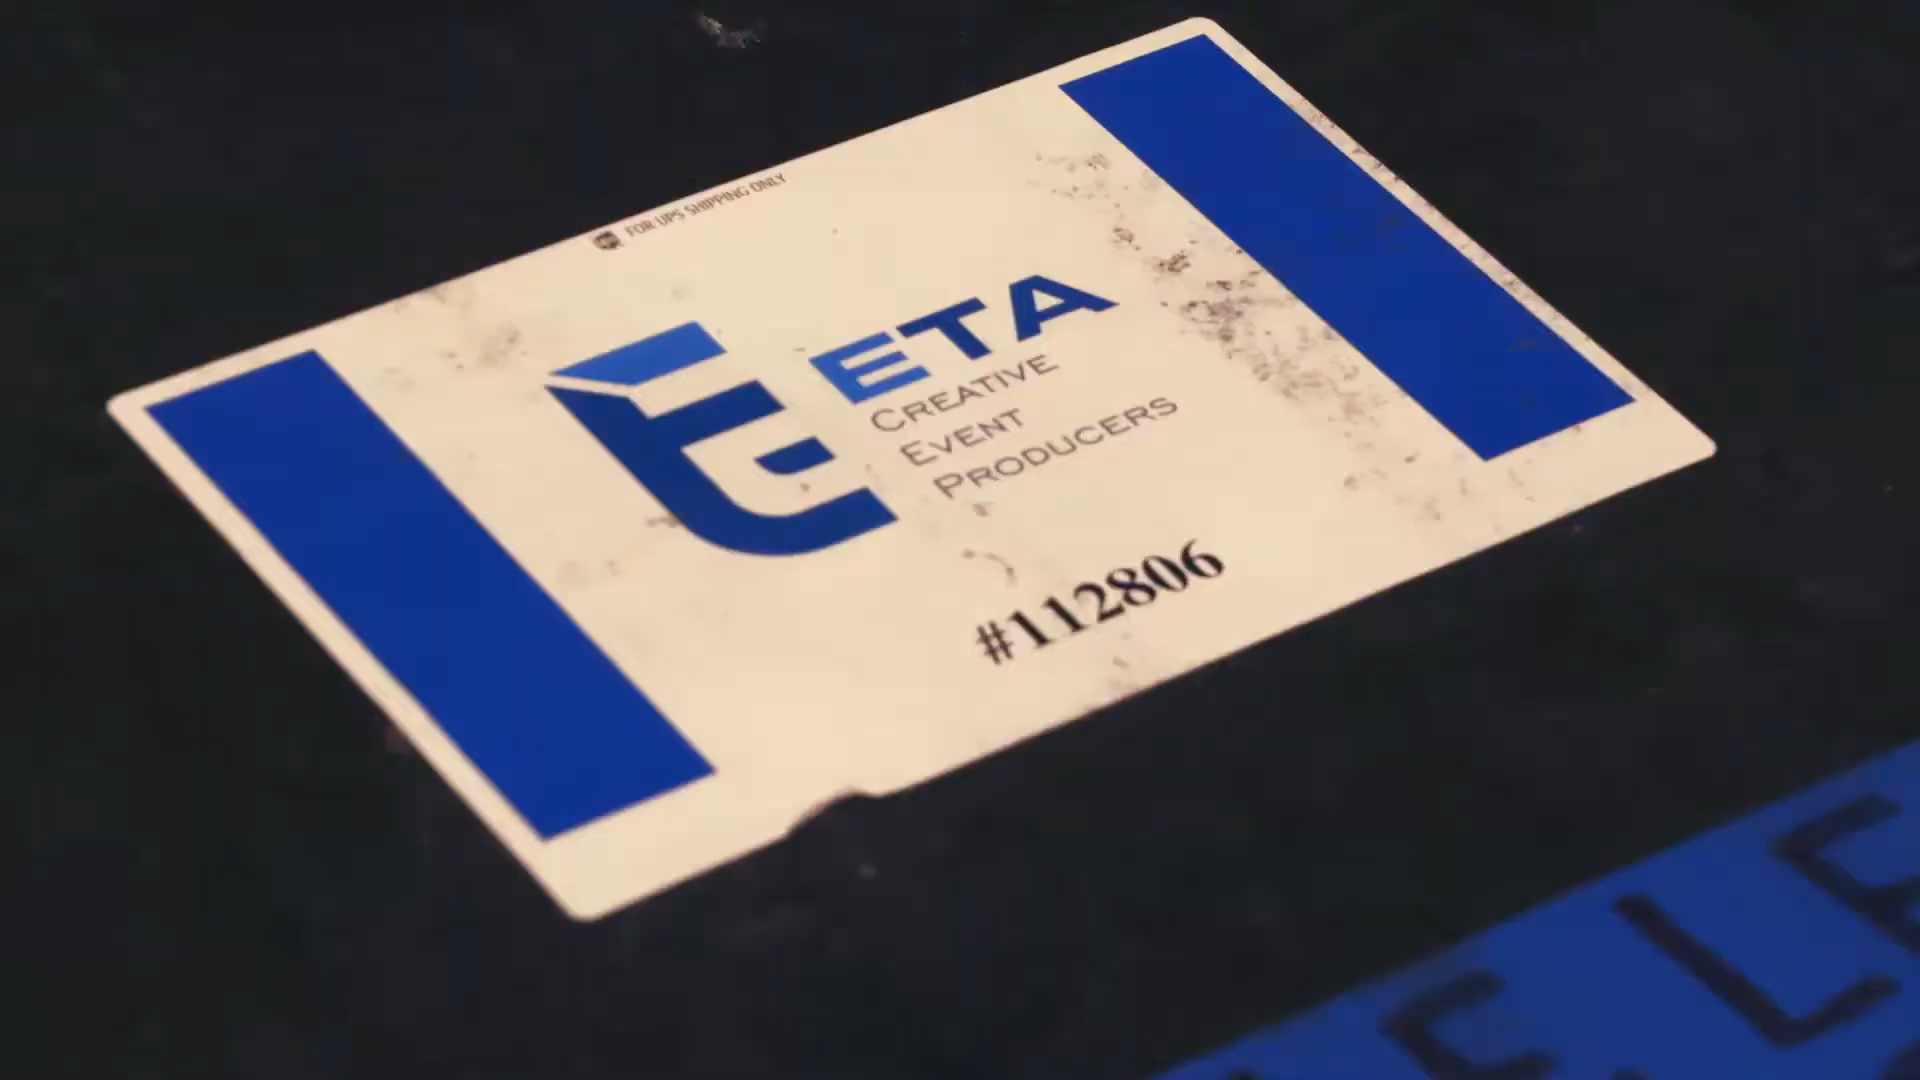 FOR UPS SHIPPING ONLY
ETA
CREATIVE
EVENT
PRODUCERS
#112806